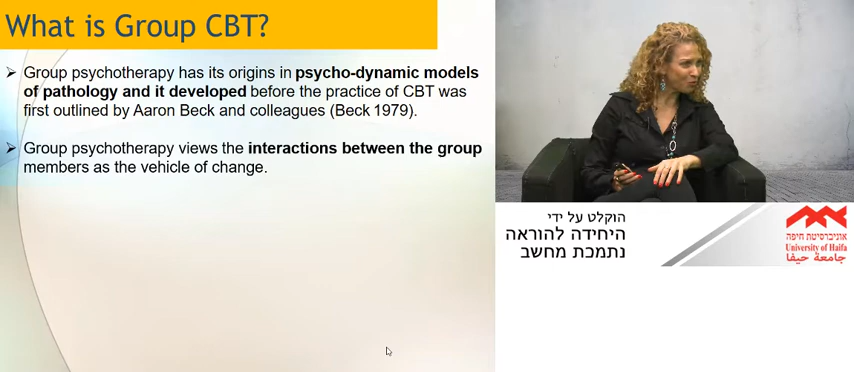 What is Group CBT?
Group psychotherapy has its origins in psycho-dynamic models
of pathology and it developed before the practice of CBT was
first outlined by Aaron Beck and colleagues (Beck 1979).
Group psychotherapy views the interactions between the group
members as the vehicle of change.
הוקלט על ידי
היחידה להוראה
נתמכת מחשב
אוניברסיטת חיפה
University of Haifa
جامعة حيفا